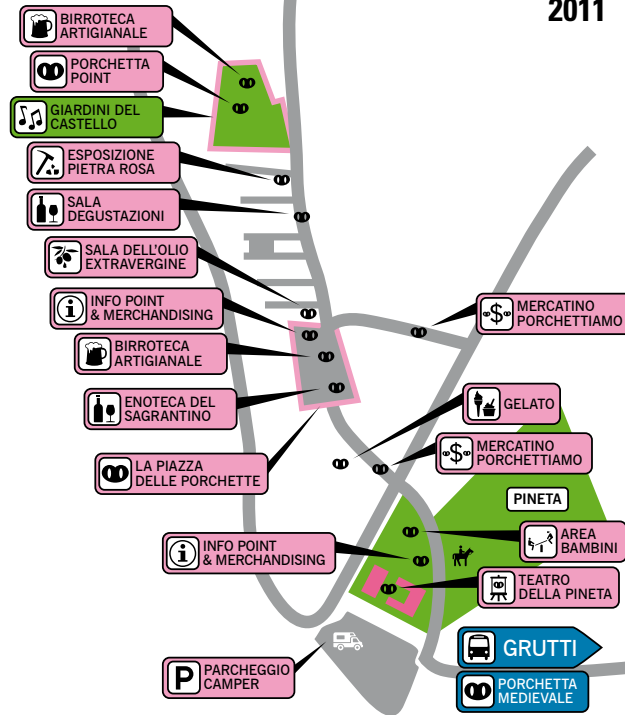 2011
BIRROTECA
ARTIGIANALE
PORCHETTA
POINT
GIARDINI DEL
CASTELLO
ESPOSIZIONE
PIETRA ROSA
SALA
DEGUSTAZIONI
SALA DELL'OLIO
EXTRAVERGINE
INFO POINT
& MERCHANDISING
BIRROTECA
ARTIGIANALE
ENOTECA DEL
SAGRANTINO
LA PIAZZA
DELLE PORCHETTE
MERCATINO
PORCHETTIAMO
GELATO
MERCATINO
PORCHETTIAMO
PINETA
AREA
BAMBINI
INFO POINT
& MERCHANDISING
TEATRO
DELLA PINETA
P PARCHEGGIO
CAMPER
GRUTTI
PORCHETTA
MEDIEVALE